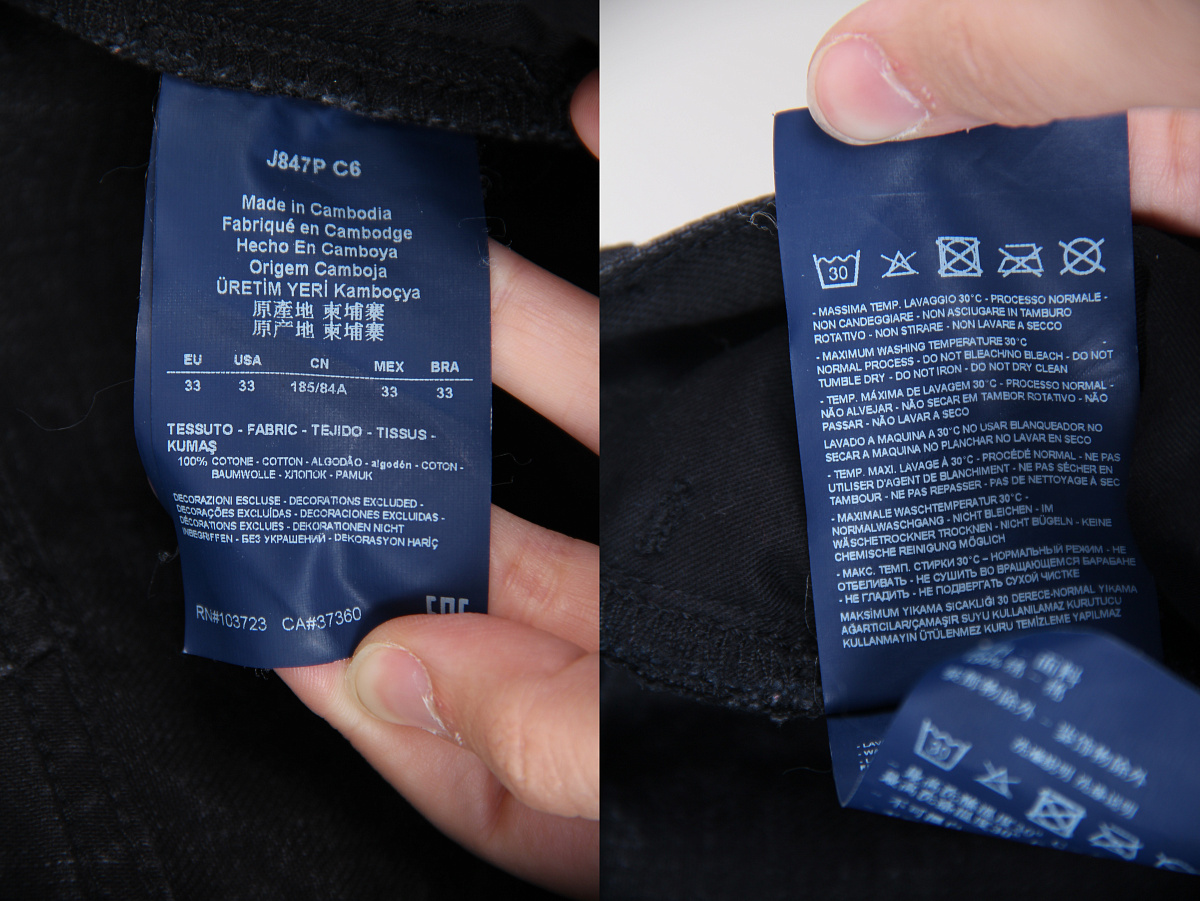 J847P C6
Made in Cambodia
Fabriqué en Cambodge
Hecho En Camboya
Origem Camboja
ÜRETİM YERİ Kamboçya
原產地 柬埔寨
原产地 柬埔寨
EU USA CN MEX BRA
33 33 185/84A 33 33
TESSUTO - FABRIC - TEJIDO - TISSUS -
KUMAŞ
100% COTONE - COTTON - ALGODÃO - algodón - COTON -
BAUMWOLLE - ХЛОПОК - PAMUK
DECORAZIONI ESCLUSE - DECORATIONS EXCLUDED -
DECORAÇÕES EXCLUÍDAS - DECORACIONES EXCLUIDAS -
DÉCORATIONS EXCLUES - DEKORATIONEN NICHT
INBEGRIFFEN - БЕЗ УКРАШЕНИЙ - DEKORASYON HARİÇ
RN#103723 CA#37360
30
- MASSIMA TEMP. LAVAGGIO 30°C - PROCESSO NORMALE -
NON CANDEGGIARE - NON ASCIUGARE IN TAMBURO
ROTATIVO - NON STIRARE - NON LAVARE A SECCO
- MAXIMUM WASHING TEMPERATURE 30°C
NORMAL PROCESS - DO NOT BLEACH/NO BLEACH - DO NOT
TUMBLE DRY - DO NOT IRON - DO NOT DRY CLEAN
- TEMP. MÁXIMA DE LAVAGEM 30°C - PROCESSO NORMAL -
NÃO ALVEJAR - NÃO SECAR EM TAMBOR ROTATIVO - NÃO
PASSAR - NÃO LAVAR A SECO
LAVADO A MAQUINA A 30°C NO USAR BLANQUEADOR NO
SECAR A MAQUINA NO PLANCHAR NO LAVAR EN SECO
- TEMP. MAXI. LAVAGE À 30°C - PROCÉDÉ NORMAL - NE PAS
UTILISER D'AGENT DE BLANCHIMENT - NE PAS SÉCHER EN
TAMBOUR - NE PAS REPASSER - PAS DE NETTOYAGE À SEC
- MAXIMALE WASCHTEMPERATUR 30°C -
NORMALWASCHGANG - NICHT BLEICHEN - IM
WÄSCHETROCKNER TROCKNEN - NICHT BÜGELN - KEINE
CHEMISCHE REINIGUNG MÖGLICH
- МАКС. ТЕМП. СТИРКИ 30°C – НОРМАЛЬНЫЙ РЕЖИМ - НЕ
ОТБЕЛИВАТЬ - НЕ СУШИТЬ ВО ВРАЩАЮЩЕМСЯ БАРАБАНЕ
- НЕ ГЛАДИТЬ - НЕ ПОДВЕРГАТЬ СУХОЙ ЧИСТКЕ
MAKSİMUM YIKAMA SICAKLIĞI 30 DERECE-NORMAL YIKAMA
AĞARTICILAR/ÇAMAŞIR SUYU KULLANILAMAZ KURUTUCU
KULLANMAYIN ÜTÜLENMEZ KURU TEMİZLEME YAPILMAZ
30